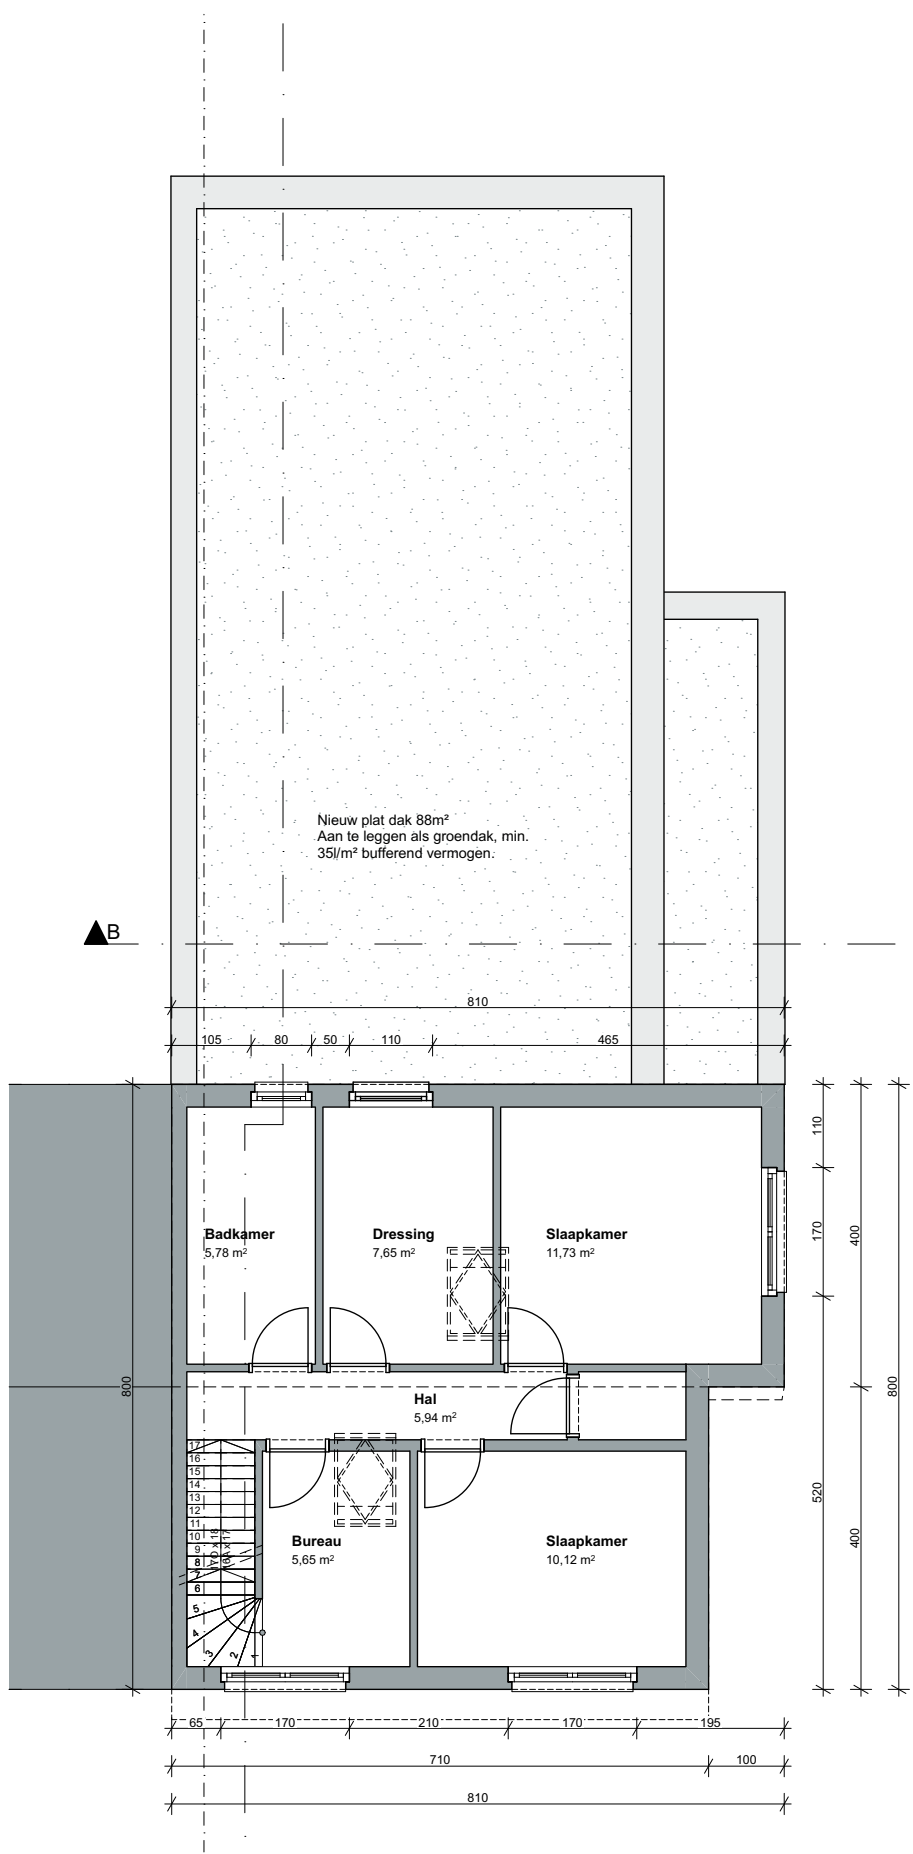 Nieuw plat dak 88m²
Aan te leggen als groendak, min.
35l/m² bufferend vermogen.
B
810
105 80 50 110 465
110
170
400
800
Badkamer
5,78 m²
Dressing
7,65 m²
Slaapkamer
11,73 m²
800
Hal
5,94 m²
520
400
17
16
15
14
13
12
11
10
9
8
7
6
5
4
3
2
1
17O x 18
16A x 17
Bureau
5,65 m²
Slaapkamer
10,12 m²
65 170 210 170 195
710 100
810